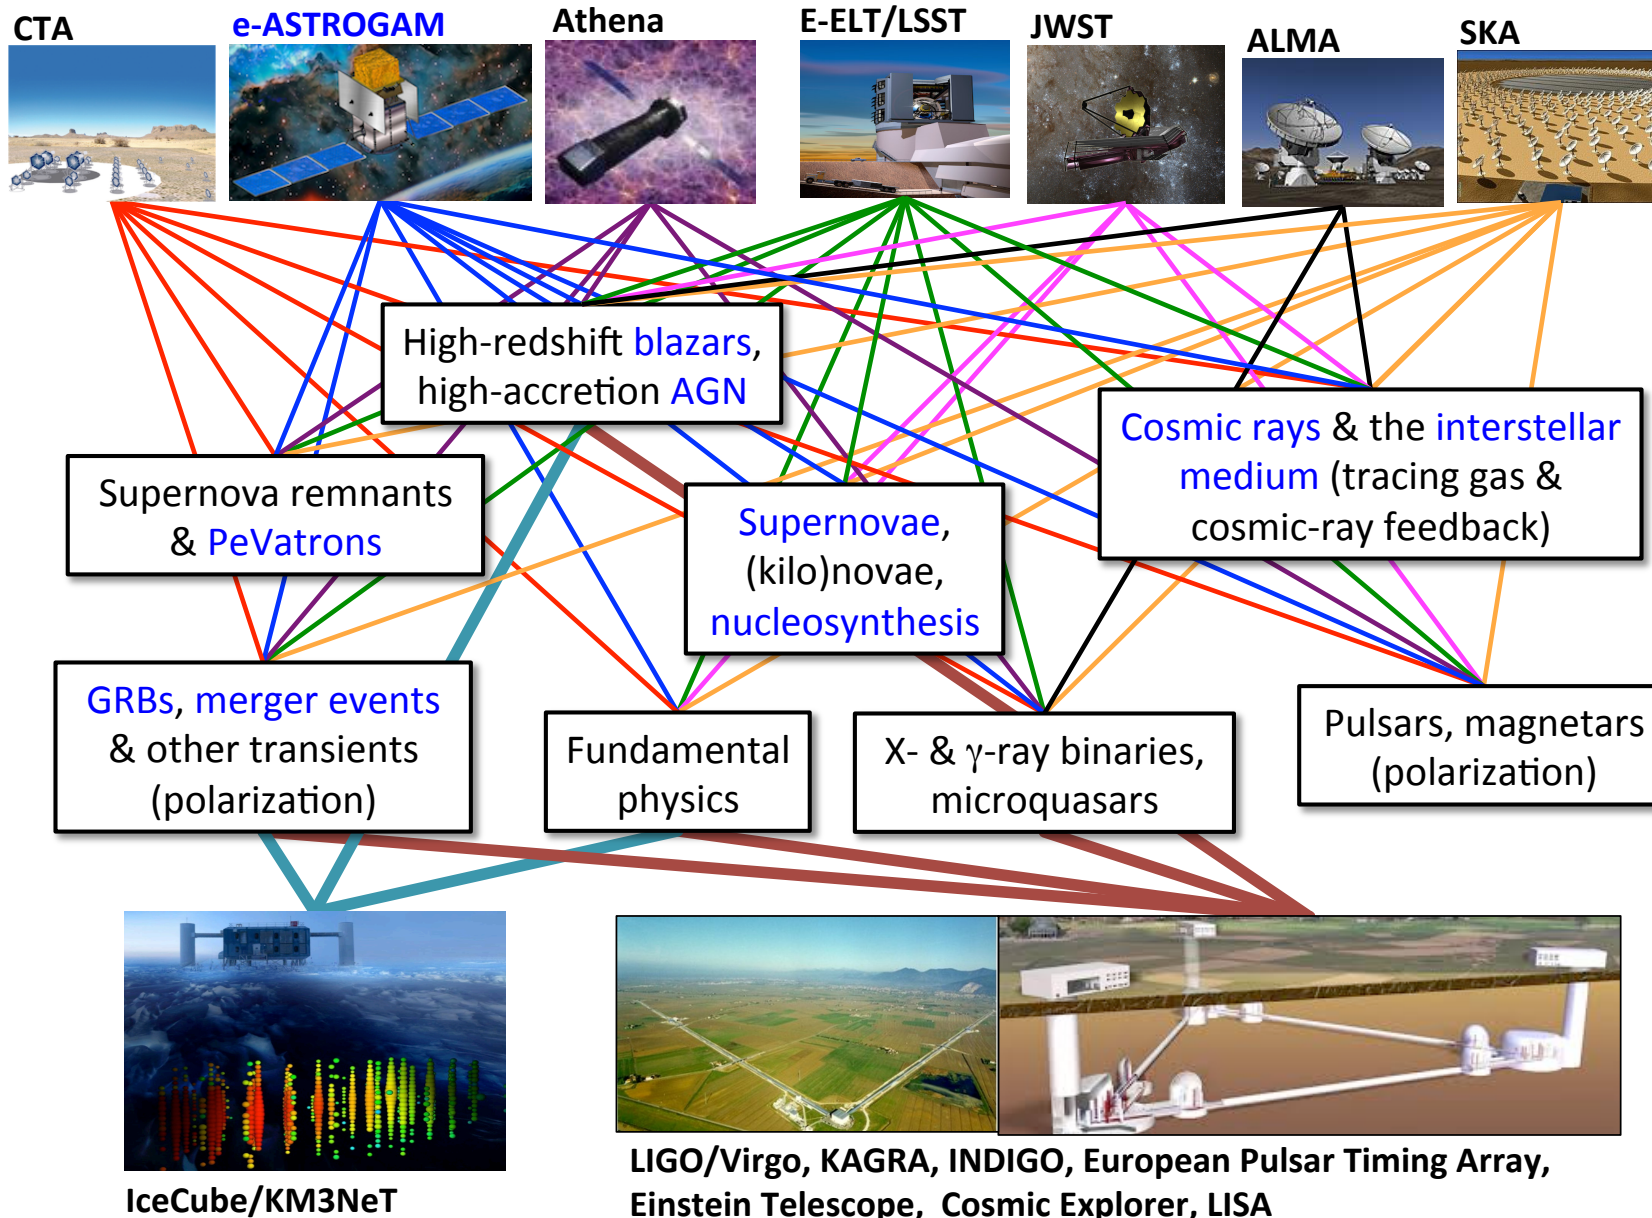 CTA
e-ASTROGAM
Athena
E-ELT/LSST
JWST
ALMA
SKA
High-redshift blazars,
high-accretion AGN
Cosmic rays & the interstellar
medium (tracing gas &
cosmic-ray feedback)
Supernova remnants
& PeVatrons
Supernovae,
(kilo)novae,
nucleosynthesis
GRBs, merger events
& other transients
(polarization)
Fundamental
physics
X- & γ-ray binaries,
microquasars
Pulsars, magnetars
(polarization)
IceCube/KM3NeT
LIGO/Virgo, KAGRA, INDIGO, European Pulsar Timing Array,
Einstein Telescope, Cosmic Explorer, LISA